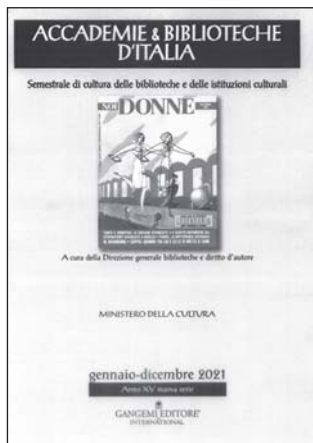 ACCADEMIE & BIBLIOTECHE
D'ITALIA
Semestrale di cultura delle biblioteche e delle istituzioni culturali
NOI DONNE
A cura della Direzione generale biblioteche e diritto d'autore
MINISTERO DELLA CULTURA
gennaio-dicembre 2021
Anno XV nuova serie
GANGEMI EDITORE®
INTERNATIONAL